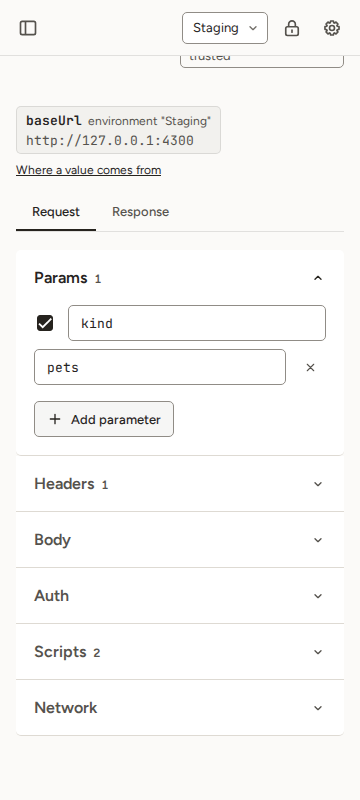 Staging
trusted
baseUrl environment "Staging"
http://127.0.0.1:4300
Where a value comes from
Request Response
Params 1
kind
pets
Add parameter
Headers 1
Body
Auth
Scripts 2
Network